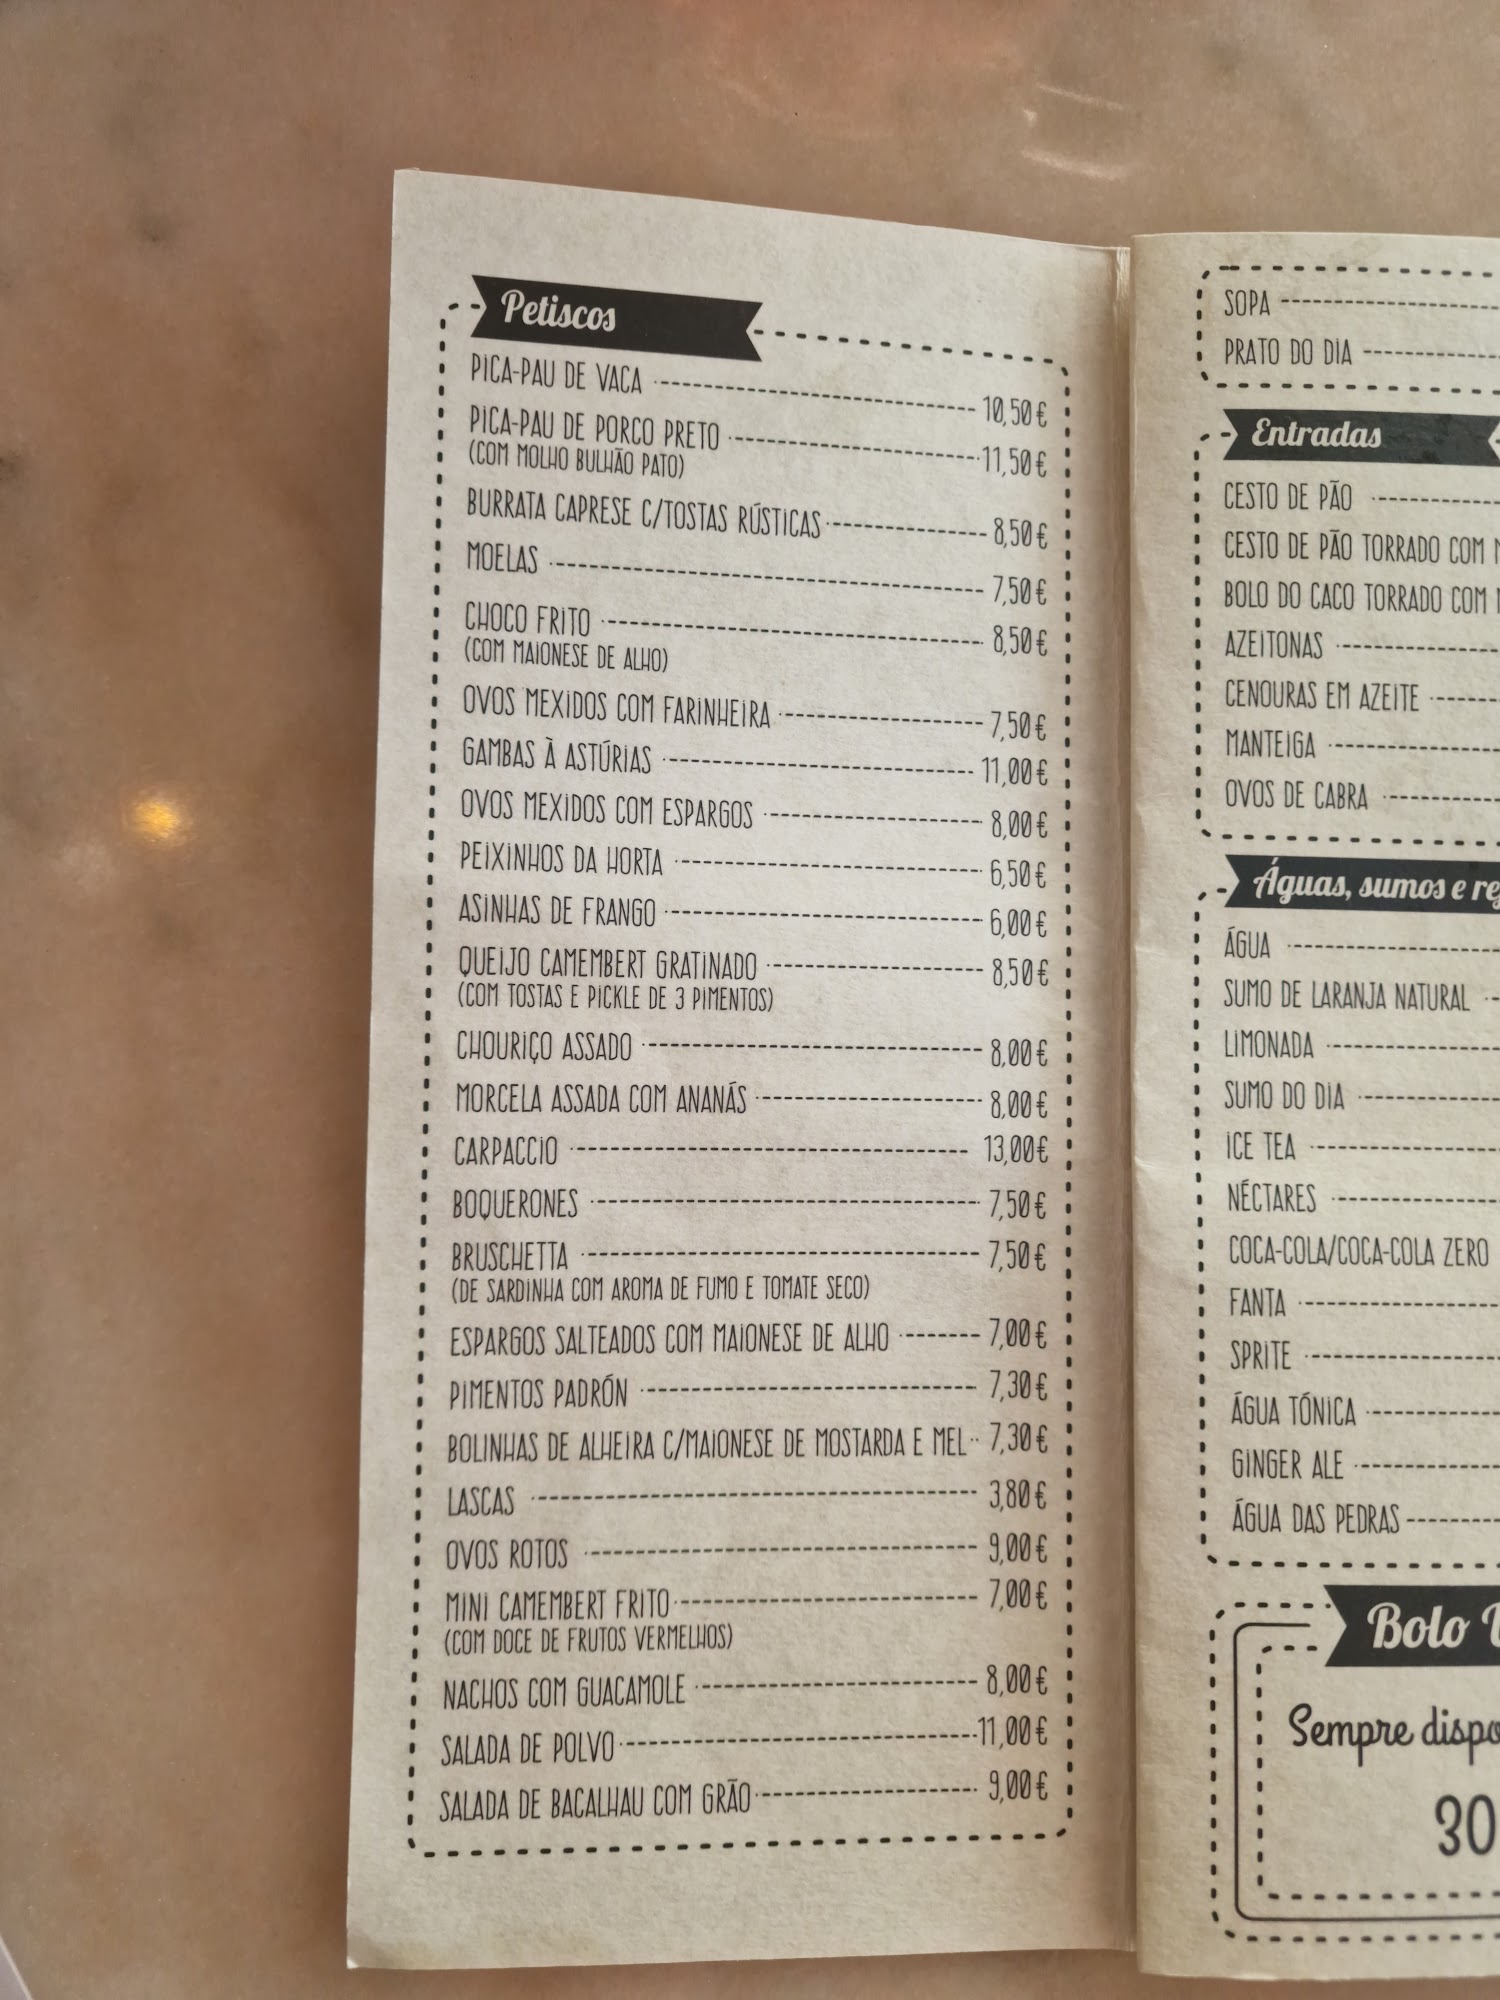 Petiscos
PICA-PAU DE VACA 10,50€
PICA-PAU DE PORCO PRETO 11,50€
(COM MOLHO BULHÃO PATO)
BURRATA CAPRESE C/TOSTAS RÚSTICAS 8,50€
MOELAS 7,50€
CHOCO FRITO 8,50€
(COM MAIONESE DE ALHO)
OVOS MEXIDOS COM FARINHEIRA 7,50€
GAMBAS À ASTÚRIAS 11,00€
OVOS MEXIDOS COM ESPARGOS 8,00€
PEIXINHOS DA HORTA 6,50€
ASINHAS DE FRANGO 6,00€
QUEIJO CAMEMBERT GRATINADO 8,50€
(COM TOSTAS E PICKLE DE 3 PIMENTOS)
CHOURIÇO ASSADO 8,00€
MORCELA ASSADA COM ANANÁS 8,00€
CARPACCIO 13,00€
BOQUERONES 7,50€
BRUSCHETTA 7,50€
(DE SARDINHA COM AROMA DE FUMO E TOMATE SECO)
ESPARGOS SALTEADOS COM MAIONESE DE ALHO 7,00€
PIMENTOS PADRÓN 7,30€
BOLINHAS DE ALHEIRA C/MAIONESE DE MOSTARDA E MEL 7,30€
LASCAS 3,80€
OVOS ROTOS 9,00€
MINI CAMEMBERT FRITO 7,00€
(COM DOCE DE FRUTOS VERMELHOS)
NACHOS COM GUACAMOLE 8,00€
SALADA DE POLVO 11,00€
SALADA DE BACALHAU COM GRÃO 9,00€
SOPA
PRATO DO DIA
Entradas
CESTO DE PÃO
CESTO DE PÃO TORRADO COM
BOLO DO CACO TORRADO COM
AZEITONAS
CENOURAS EM AZEITE
MANTEIGA
OVOS DE CABRA
Águas, sumos e
ÁGUA
SUMO DE LARANJA NATURAL
LIMONADA
SUMO DO DIA
ICE TEA
NÉCTARES
COCA-COLA/COCA-COLA ZERO
FANTA
SPRITE
ÁGUA TÓNICA
GINGER ALE
ÁGUA DAS PEDRAS
Bolo
Sempre
30